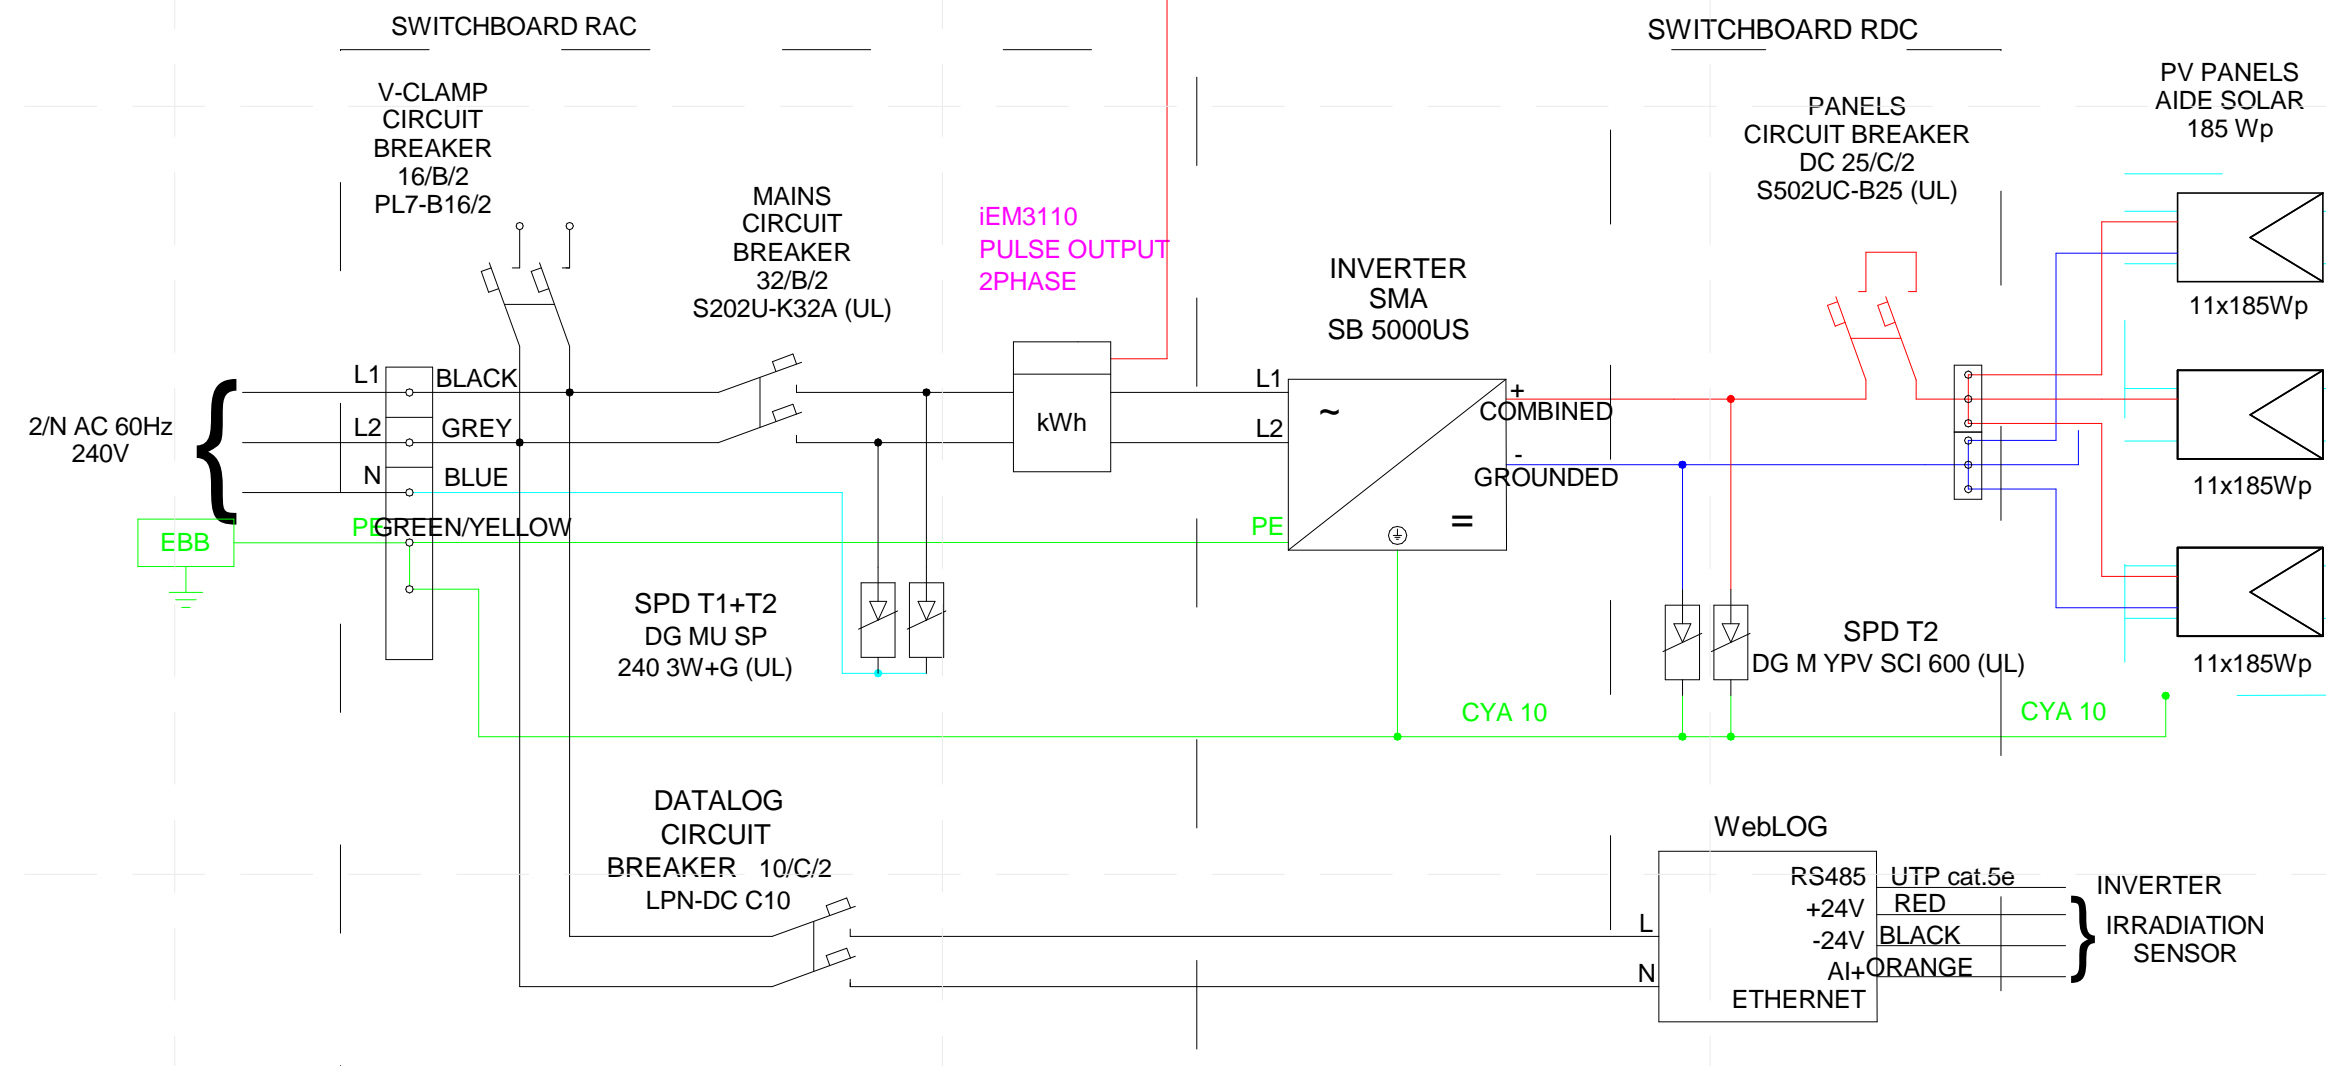 SWITCHBOARD RAC
SWITCHBOARD RDC
V-CLAMP
CIRCUIT
BREAKER
16/B/2
PL7-B16/2
MAINS
CIRCUIT
BREAKER
32/B/2
S202U-K32A (UL)
iEM3110
PULSE OUTPUT
2PHASE
INVERTER
SMA
SB 5000US
PANELS
CIRCUIT BREAKER
DC 25/C/2
S502UC-B25 (UL)
PV PANELS
AIDE SOLAR
185 Wp
11x185Wp
11x185Wp
11x185Wp
2/N AC 60Hz
240V
L1
BLACK
L2
GREY
N
BLUE
PE
GREEN/YELLOW
EBB
kWh
L1
L2
PE
~
=
+
COMBINED
-
GROUNDED
SPD T1+T2
DG MU SP
240 3W+G (UL)
SPD T2
DG M YPV SCI 600 (UL)
CYA 10
CYA 10
DATALOG
CIRCUIT
BREAKER 10/C/2
LPN-DC C10
WebLOG
L
N
RS485
+24V
-24V
AI+
ETHERNET
UTP cat.5e
RED
BLACK
ORANGE
INVERTER
IRRADIATION
SENSOR